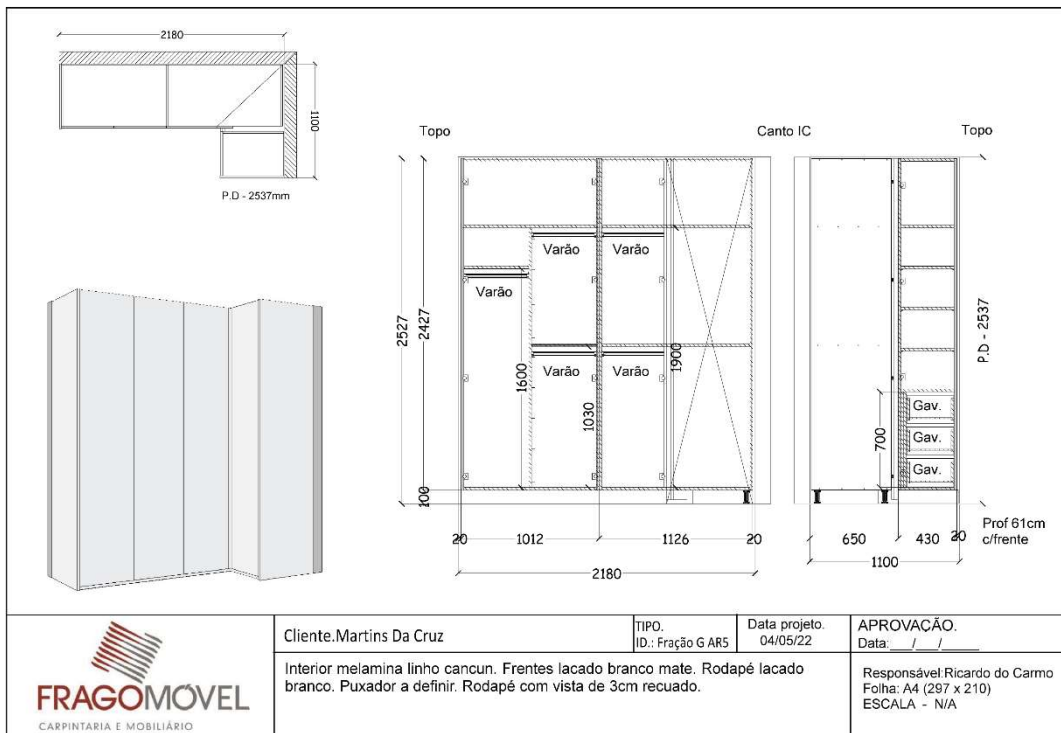 2180
1100
P.D - 2537mm
Topo
Canto IC
Topo
Varão
Varão
Varão
Varão
Varão
2527
2427
100
1600
1030
1900
700
Gav.
Gav.
Gav.
P.D - 2537
20
1012
1126
20
2180
650
430
20
1100
Prof 61cm
c/frente
FRAGOMÓVEL
CARPINTARIA E MOBILIÁRIO
Cliente.Martins Da Cruz
TIPO.
ID.: Fração G AR5
Data projeto.
04/05/22
APROVAÇÃO.
Data:___/___/_____
Interior melamina linho cancun. Frentes lacado branco mate. Rodapé lacado
branco. Puxador a definir. Rodapé com vista de 3cm recuado.
Responsável:Ricardo do Carmo
Folha: A4 (297 x 210)
ESCALA - N/A